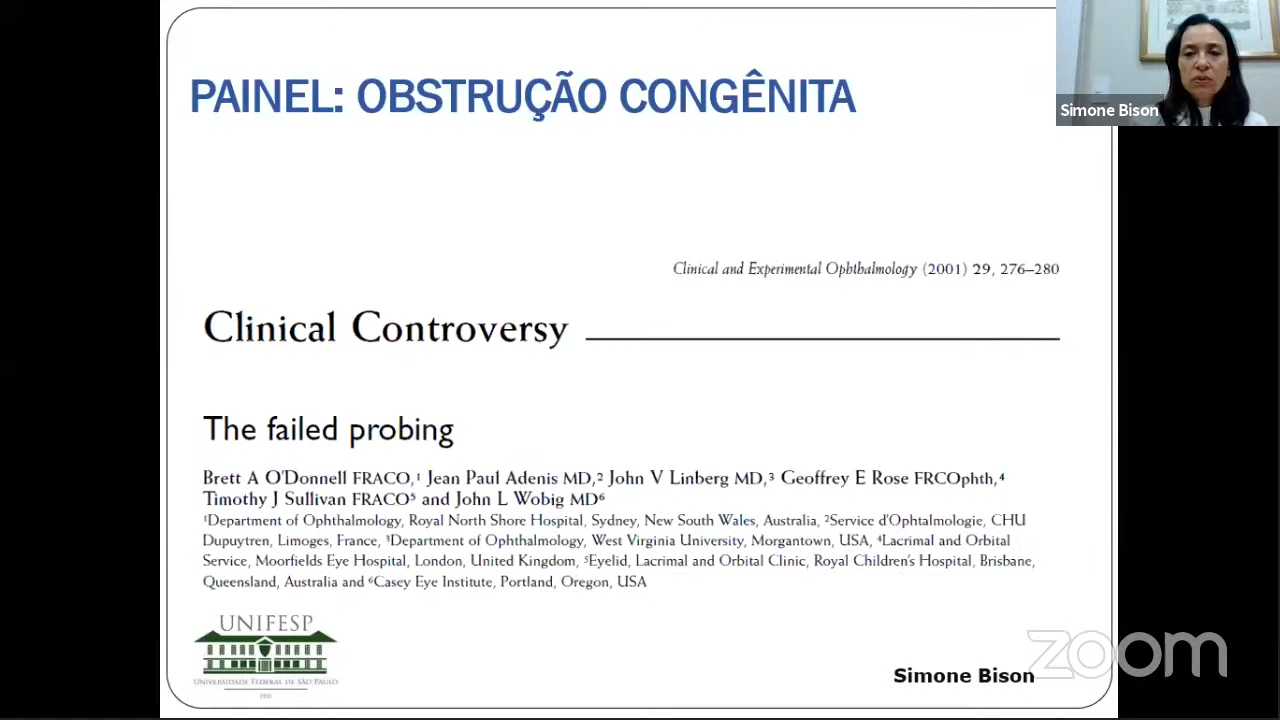 PAINEL: OBSTRUÇÃO CONGÊNITA
Simone Bison
Clinical and Experimental Ophthalmology (2001) 29, 276–280
Clinical Controversy
The failed probing
Brett A O'Donnell FRACO,¹ Jean Paul Adenis MD,² John V Linberg MD,³ Geoffrey E Rose FRCOphth,⁴
Timothy J Sullivan FRACO⁵ and John L Wobig MD⁶
¹Department of Ophthalmology, Royal North Shore Hospital, Sydney, New South Wales, Australia, ²Service d'Ophtalmologie, CHU
Dupuytren, Limoges, France, ³Department of Ophthalmology, West Virginia University, Morgantown, USA, ⁴Lacrimal and Orbital
Service, Moorfields Eye Hospital, London, United Kingdom, ⁵Eyelid, Lacrimal and Orbital Clinic, Royal Children's Hospital, Brisbane,
Queensland, Australia and ⁶Casey Eye Institute, Portland, Oregon, USA
UNIFESP
UNIVERSIDADE FEDERAL DE SÃO PAULO
zoom
Simone Bison